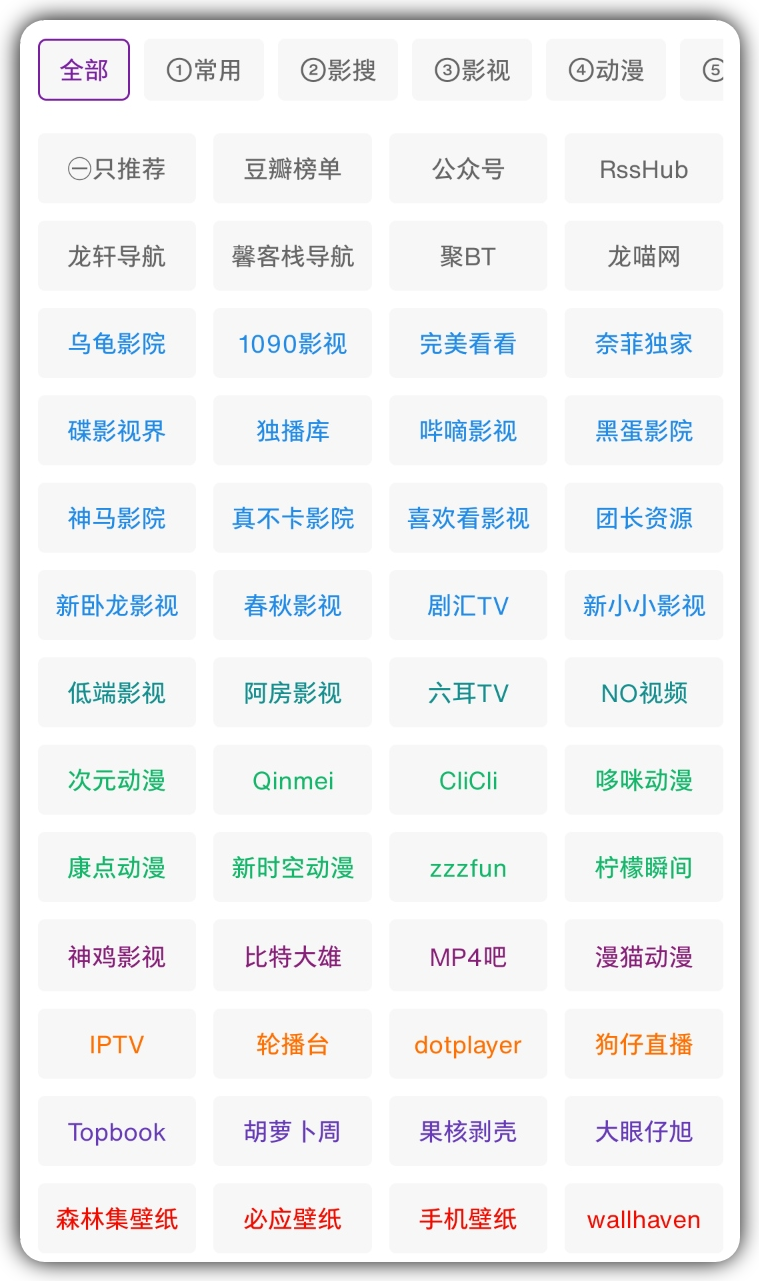 全部 ①常用 ②影搜 ③影视 ④动漫 ⑤
㊀只推荐 豆瓣榜单 公众号 RssHub
龙轩导航 馨客栈导航 聚BT 龙喵网
乌龟影院 1090影视 完美看看 奈菲独家
碟影视界 独播库 哔嘀影视 黑蛋影院
神马影院 真不卡影院 喜欢看影视 团长资源
新卧龙影视 春秋影视 剧汇TV 新小小影视
低端影视 阿房影视 六耳TV NO视频
次元动漫 Qinmei CliCli 哆咪动漫
康点动漫 新时空动漫 zzzfun 柠檬瞬间
神鸡影视 比特大雄 MP4吧 漫猫动漫
IPTV 轮播台 dotplayer 狗仔直播
Topbook 胡萝卜周 果核剥壳 大眼仔旭
森林集壁纸 必应壁纸 手机壁纸 wallhaven